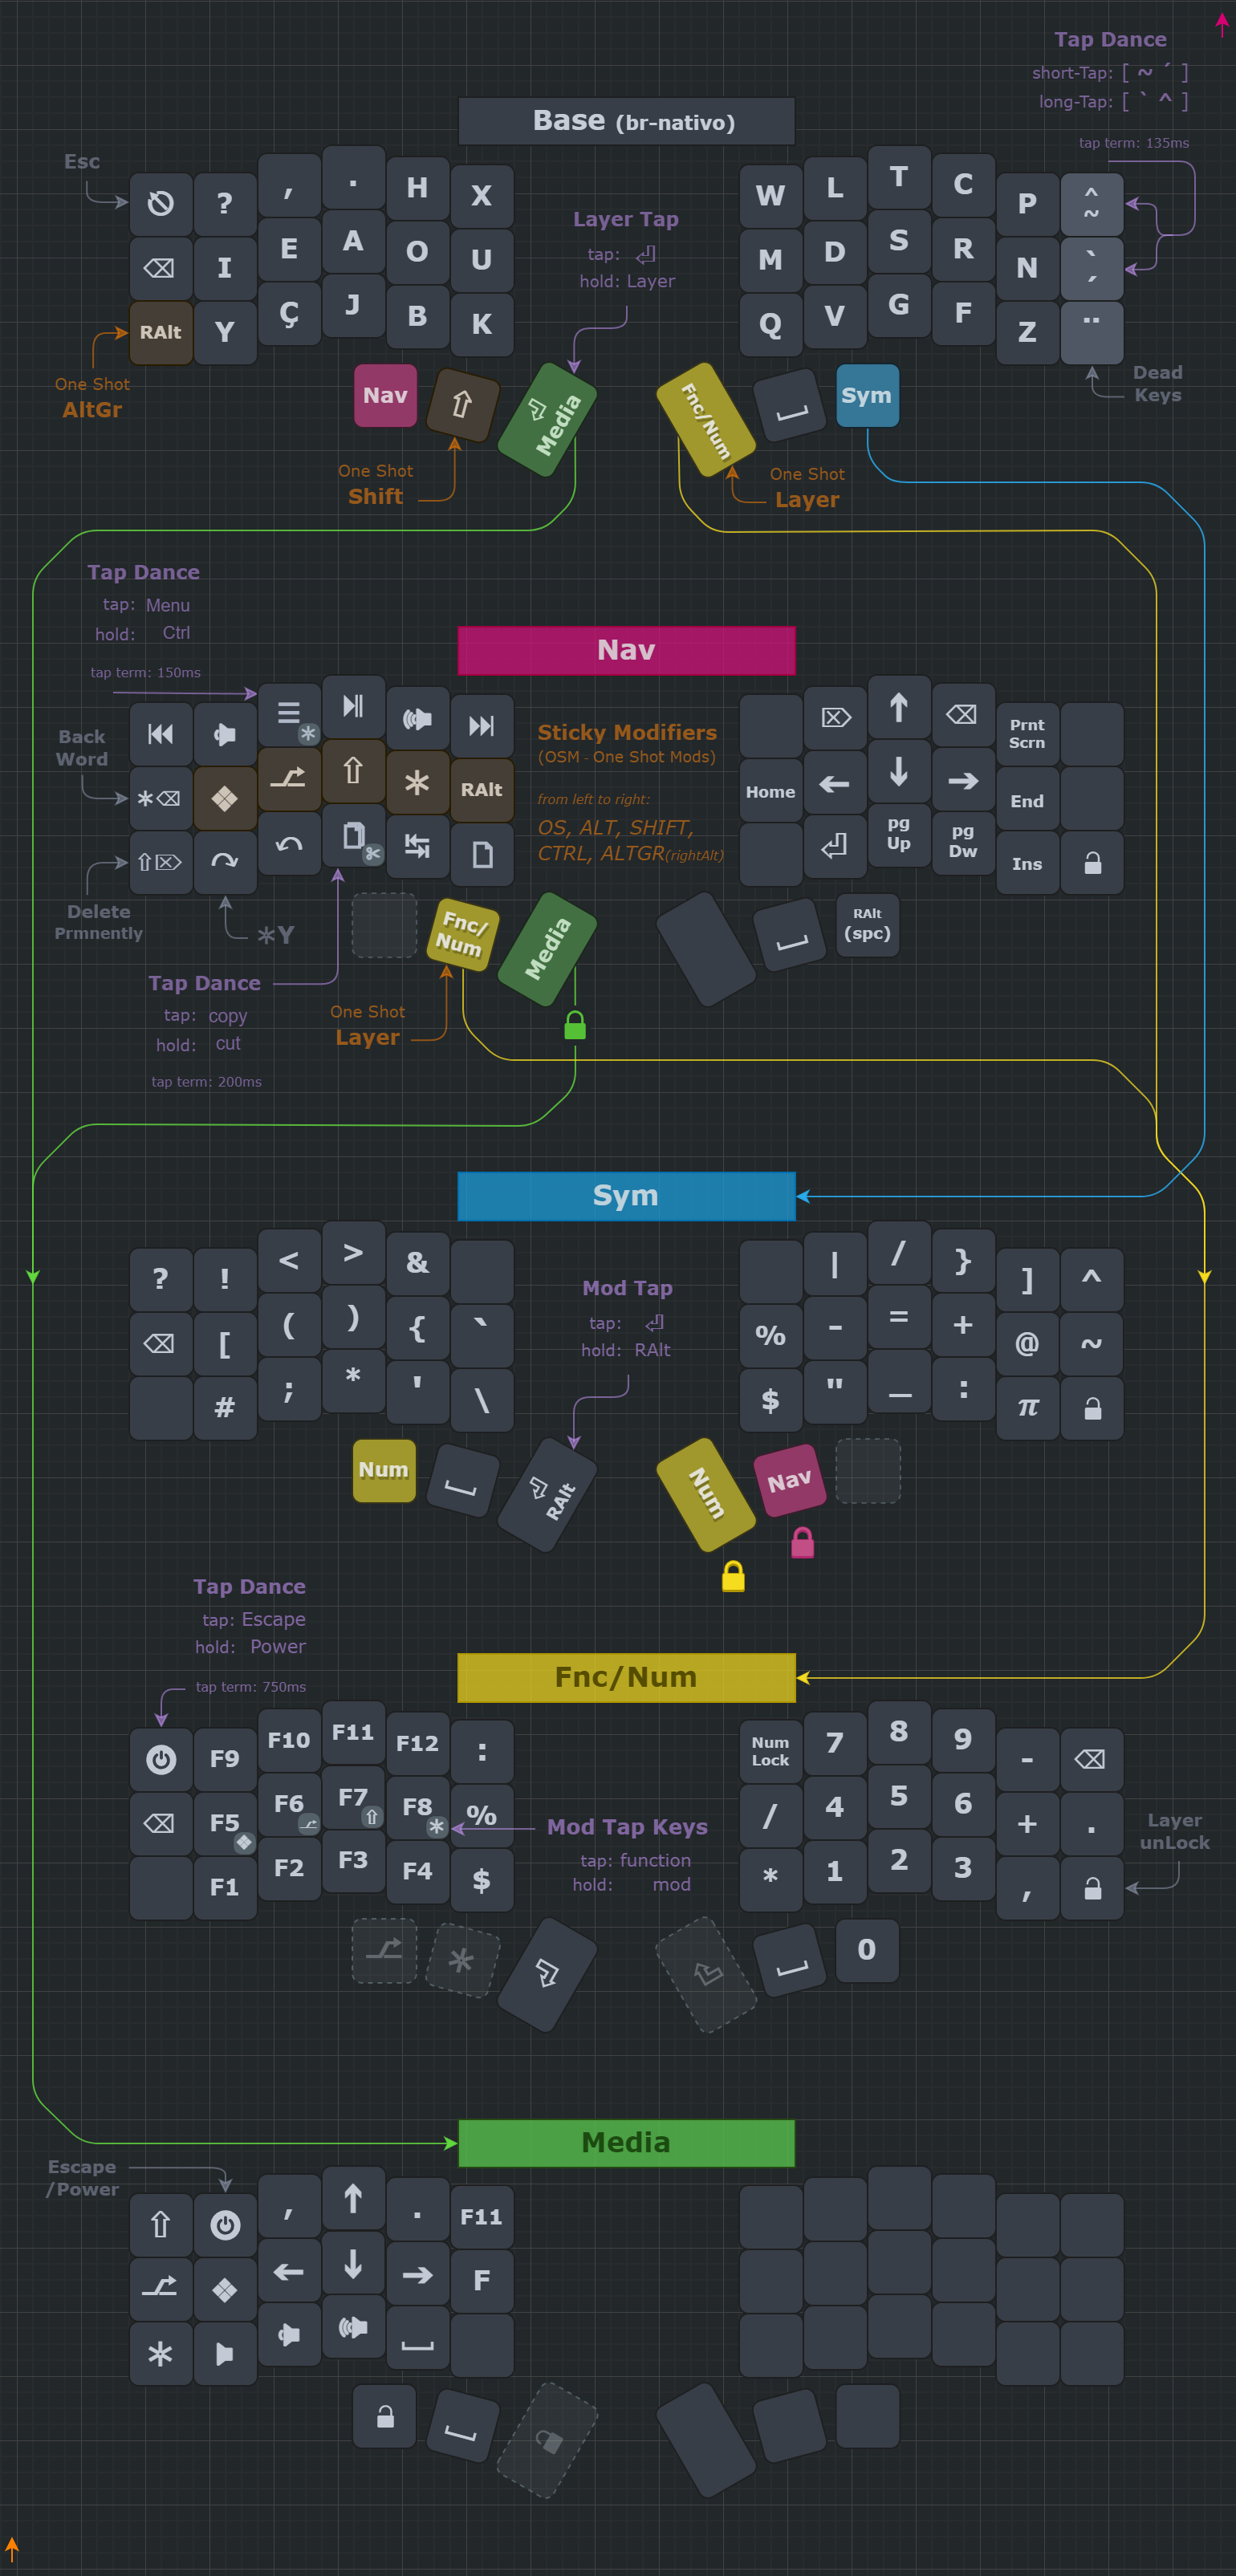 Tap Dance
short-Tap: [ ~ ´ ]
long-Tap: [ ` ^ ]
tap term: 135ms
Base (br-nativo)
Esc
? , . H X
W L T C P ^ ~
⌫ I E A O U
M D S R N ` ´
RAlt Y Ç J B K
Q V G F Z ¨
Layer Tap
tap: ⏎
hold: Layer
One Shot
AltGr
Nav ⇧ ⏎ Media
Fnc/Num ⎵ Sym
Dead
Keys
One Shot
Shift
One Shot
Layer
Tap Dance
tap: Menu
hold: Ctrl
tap term: 150ms
Nav
Back
Word
Sticky Modifiers
(OSM - One Shot Mods)
from left to right:
OS, ALT, SHIFT,
CTRL, ALTGR(rightAlt)
⌦ ↑ ⌫ Prnt Scrn
RAlt
Home ← ↓ → End
⏎ pg Up pg Dw Ins
Delete
Prmnently
∗Y
Fnc/ Num Media
⎵ RAlt (spc)
Tap Dance
tap: copy
hold: cut
tap term: 200ms
One Shot
Layer
Sym
? ! < > &
| / } ] ^
⌫ [ ( ) { `
% - = + @ ~
# ; * ' \
$ " _ : π
Mod Tap
tap: ⏎
hold: RAlt
Num ⎵ ⏎ RAlt
Num Nav
Tap Dance
tap: Escape
hold: Power
tap term: 750ms
Fnc/Num
F9 F10 F11 F12 :
Num Lock 7 8 9 - ⌫
⌫ F5 F6 F7 F8 %
/ 4 5 6 + .
F1 F2 F3 F4 $
* 1 2 3 ,
Mod Tap Keys
tap: function
hold: mod
Layer
unLock
0
Media
Escape
/Power
, ↑ . F11
← ↓ → F